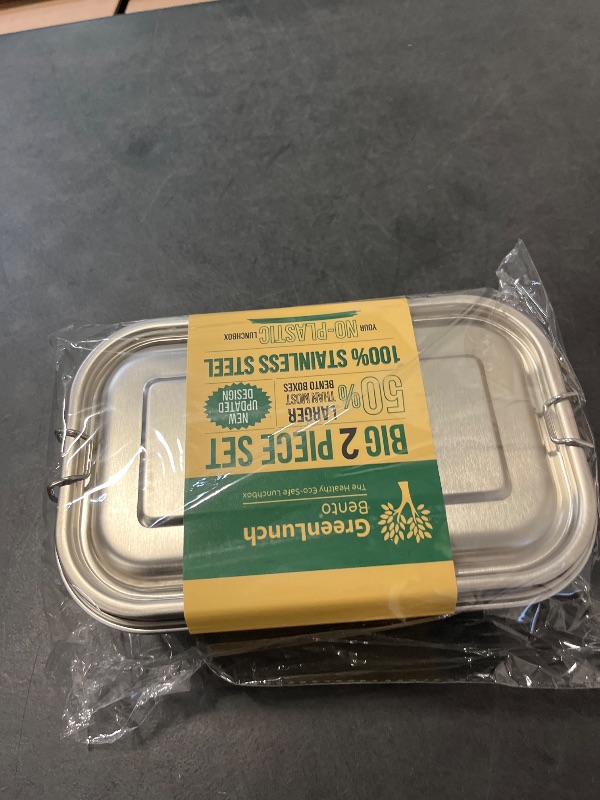 GreenLunch
Bento
The Healthy Eco-Safe Lunchbox
BIG 2 PIECE SET
50% LARGER
THAN MOST
BENTO BOXES
NEW
UPDATED
DESIGN
100% STAINLESS STEEL
YOUR NO-PLASTIC LUNCHBOX